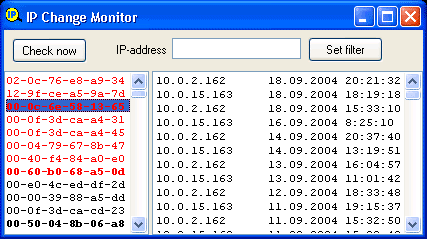 IP IP Change Monitor
Check now IP-address Set filter
02-0c-76-e8-a9-34
12-9f-ce-a5-9a-7d
00-0f-3d-ca-a4-31
00-0f-3d-ca-a4-45
00-04-79-67-8b-47
00-40-f4-84-a0-e0
00-60-b0-68-a5-0d
00-e0-4c-ed-df-2d
00-00-39-88-a5-dd
00-0f-3d-ca-cd-23
00-50-04-8b-06-a8
10.0.2.162 18.09.2004 20:21:32
10.0.15.163 18.09.2004 18:19:18
10.0.2.162 18.09.2004 15:33:10
10.0.15.163 16.09.2004 8:25:10
10.0.2.162 14.09.2004 20:37:40
10.0.15.163 14.09.2004 13:19:51
10.0.2.162 13.09.2004 16:04:57
10.0.15.163 13.09.2004 11:01:42
10.0.2.162 12.09.2004 18:33:48
10.0.15.163 11.09.2004 19:15:37
10.0.2.162 11.09.2004 15:32:50